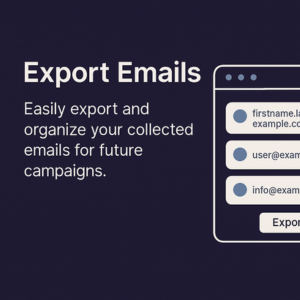 Export Emails
Easily export and
organize your collected
emails for future
campaigns.
firstname.la
example.co
user@exam
info@exam
Expor